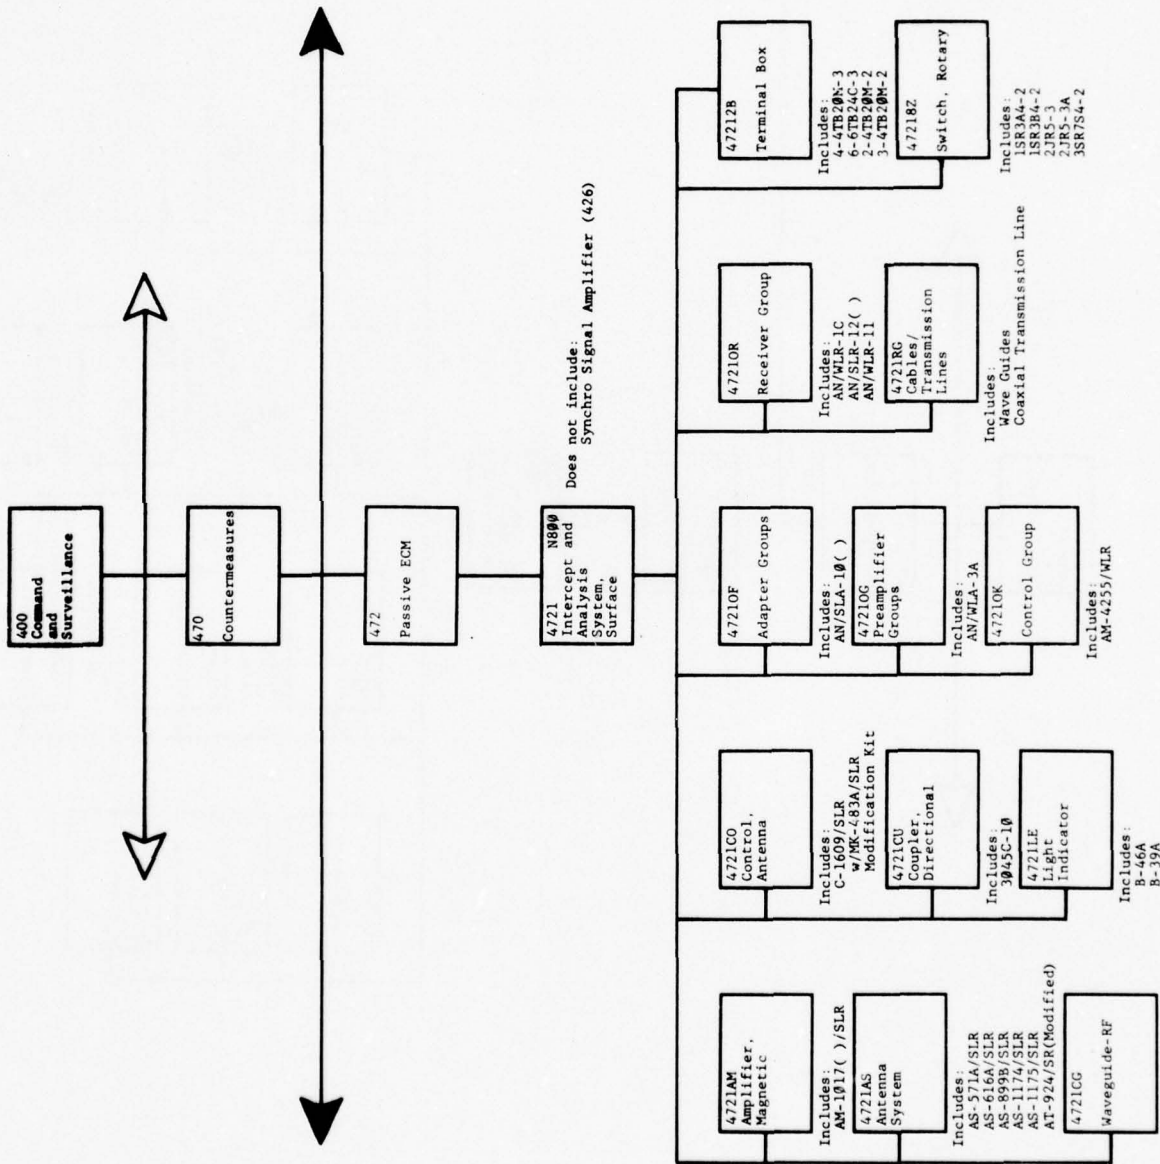 400
Command
and
Surveillance
470
Countermeasures
472
Passive ECM
4721 N800
Intercept and
Analysis
System,
Surface
Does not include:
Synchro Signal Amplifier (426)
4721AM
Amplifier,
Magnetic
Includes:
AM-1017( )/SLR
4721AS
Antenna
System
Includes:
AS-571A/SLR
AS-616A/SLR
AS-899B/SLR
AS-1174/SLR
AS-1175/SLR
AT-924/SR(Modified)
4721CG
Waveguide-RF
4721CO
Control,
Antenna
Includes:
C-1609/SLR
w/MK-483A/SLR
Modification Kit
4721CU
Coupler,
Directional
Includes:
3045C-10
4721LE
Light
Indicator
Includes:
B-46A
B-39A
4721OF
Adapter Groups
Includes:
AN/SLA-10( )
4721OG
Preamplifier
Groups
Includes:
AN/WLA-3A
4721OK
Control Group
Includes:
AM-4255/WLR
4721OR
Receiver Group
Includes:
AN/WLR-1C
AN/SLR-12( )
AN/WLR-11
4721RG
Cables/
Transmission
Lines
Includes:
Wave Guides
Coaxial Transmission Line
47212B
Terminal Box
Includes:
4-4TB20M-3
6-6TB24C-3
2-4TB20M-2
3-4TB20M-2
47218Z
Switch, Rotary
Includes:
1SR3A4-2
1SR3B4-2
2JR5-3
2JR5-3A
3SR7S4-2